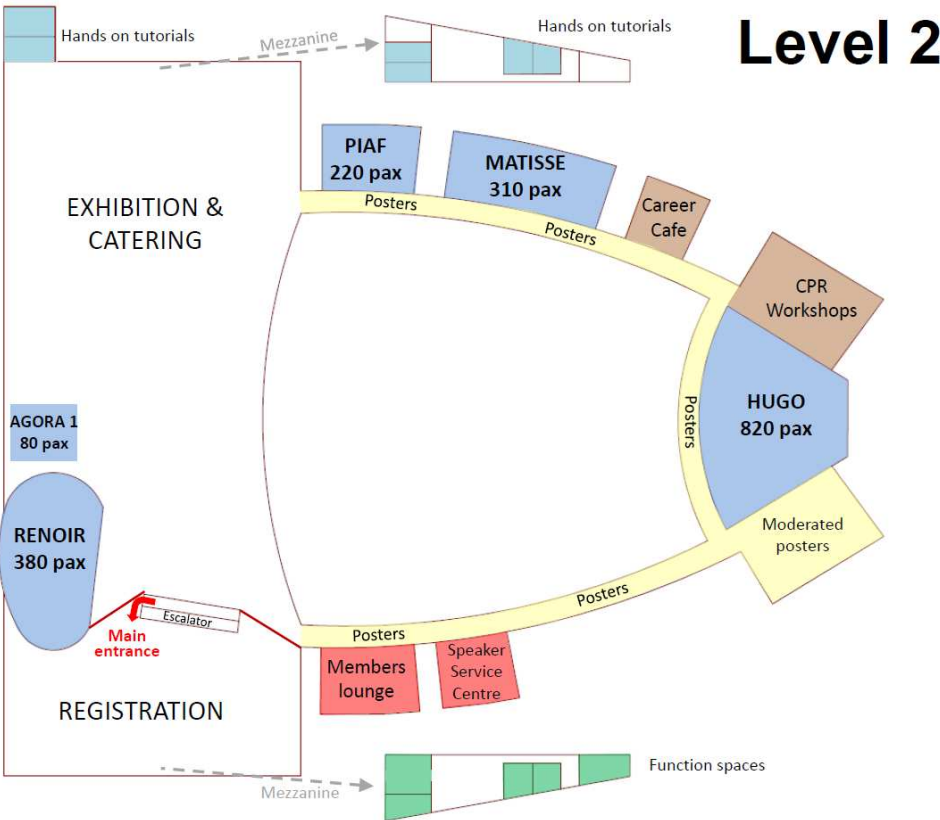 Level 2
Hands on tutorials
Mezzanine
Hands on tutorials
PIAF
220 pax
MATISSE
310 pax
Career
Cafe
Posters
Posters
EXHIBITION &
CATERING
CPR
Workshops
AGORA 1
80 pax
HUGO
820 pax
Posters
RENOIR
380 pax
Moderated
posters
Escalator
Main
entrance
Posters
Posters
Members
lounge
Speaker
Service
Centre
REGISTRATION
Mezzanine
Function spaces